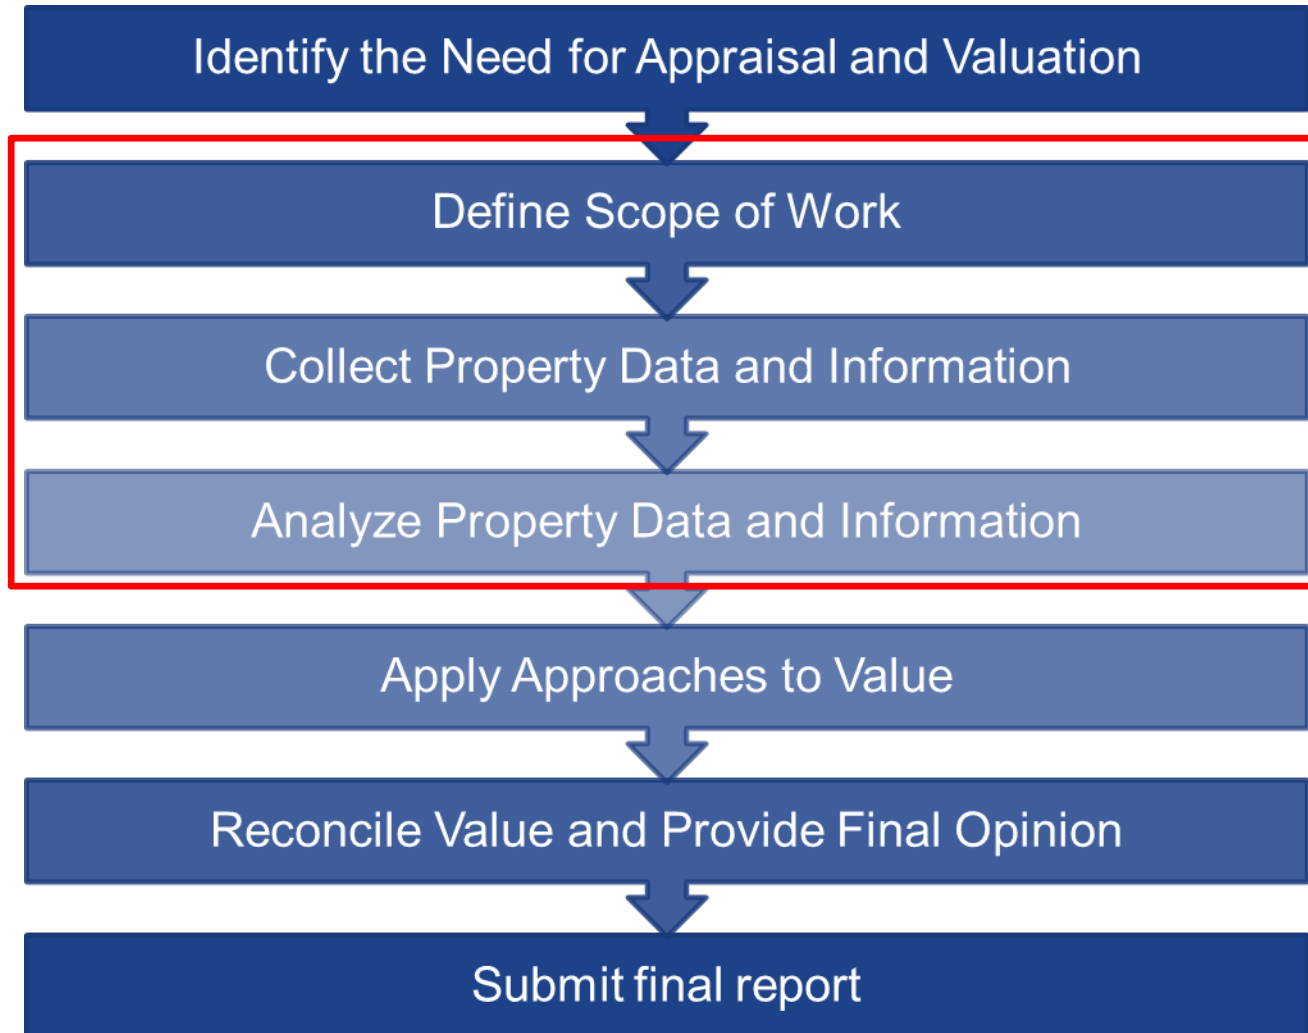 Identify the Need for Appraisal and Valuation
Define Scope of Work
Collect Property Data and Information
Analyze Property Data and Information
Apply Approaches to Value
Reconcile Value and Provide Final Opinion
Submit final report